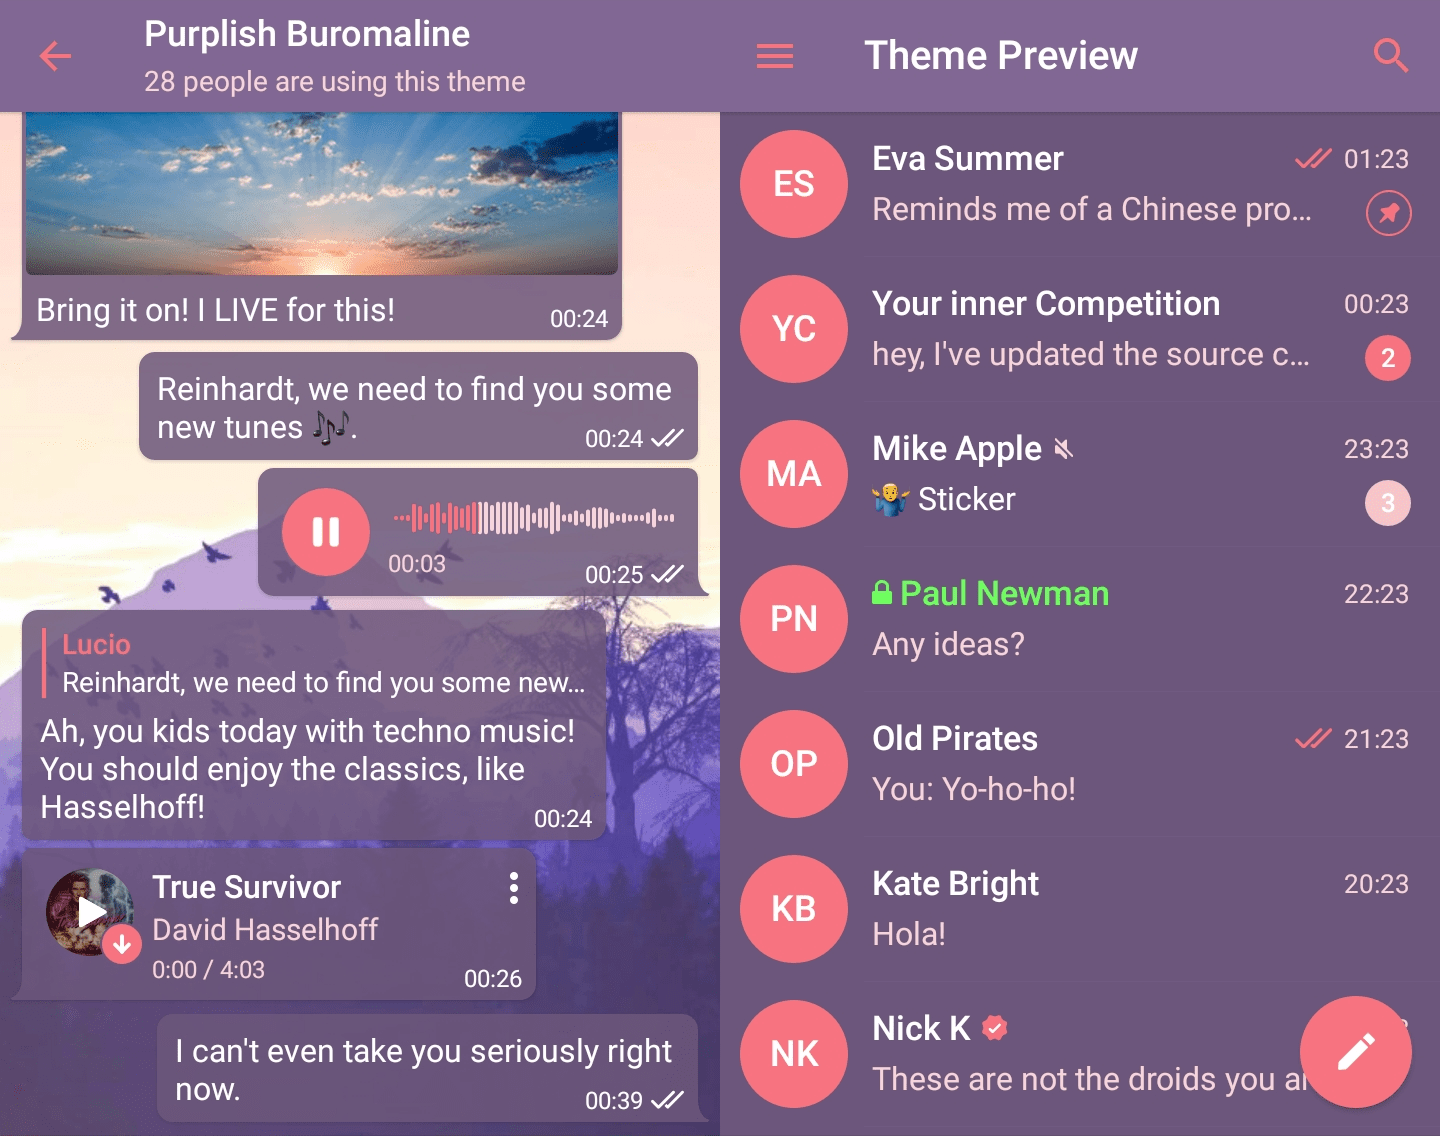 Purplish Buromaline
28 people are using this theme
Bring it on! I LIVE for this!
00:24
Reinhardt, we need to find you some
new tunes 🎶.
00:24
00:03
00:25
Lucio
Reinhardt, we need to find you some new...
Ah, you kids today with techno music!
You should enjoy the classics, like
Hasselhoff!
00:24
True Survivor
David Hasselhoff
0:00 / 4:03
00:26
I can't even take you seriously right
now.
00:39
Theme Preview
ES
Eva Summer
01:23
Reminds me of a Chinese pro...
YC
Your inner Competition
00:23
hey, I've updated the source c...
2
MA
Mike Apple
23:23
🤷‍♂️ Sticker
3
PN
Paul Newman
22:23
Any ideas?
OP
Old Pirates
21:23
You: Yo-ho-ho!
KB
Kate Bright
20:23
Hola!
NK
Nick K
These are not the droids you